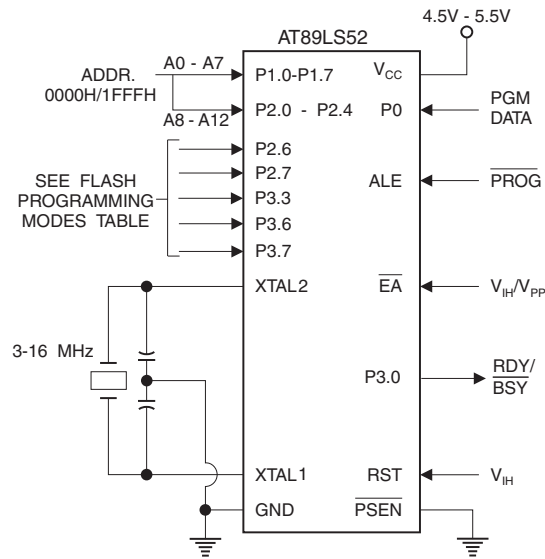 4.5V - 5.5V
AT89LS52
A0 - A7
ADDR.
0000H/1FFFH
P1.0-P1.7
VCC
P2.0 - P2.4
P0
PGM
DATA
A8 - A12
P2.6
P2.7
SEE FLASH
PROGRAMMING
MODES TABLE
ALE
PROG
P3.3
P3.6
P3.7
XTAL2
EA
VIH/VPP
3-16 MHz
P3.0
RDY/
BSY
XTAL1
RST
VIH
GND
PSEN